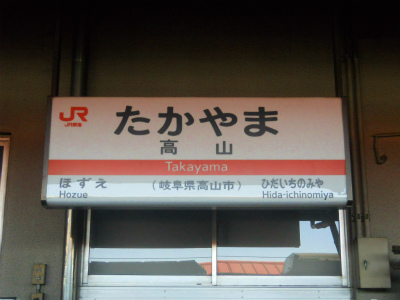 JR
JR東海
たかやま
高山
Takayama
ほずえ
Hozue
(岐阜県高山市)
ひだいちのみや
Hida-ichinomiya